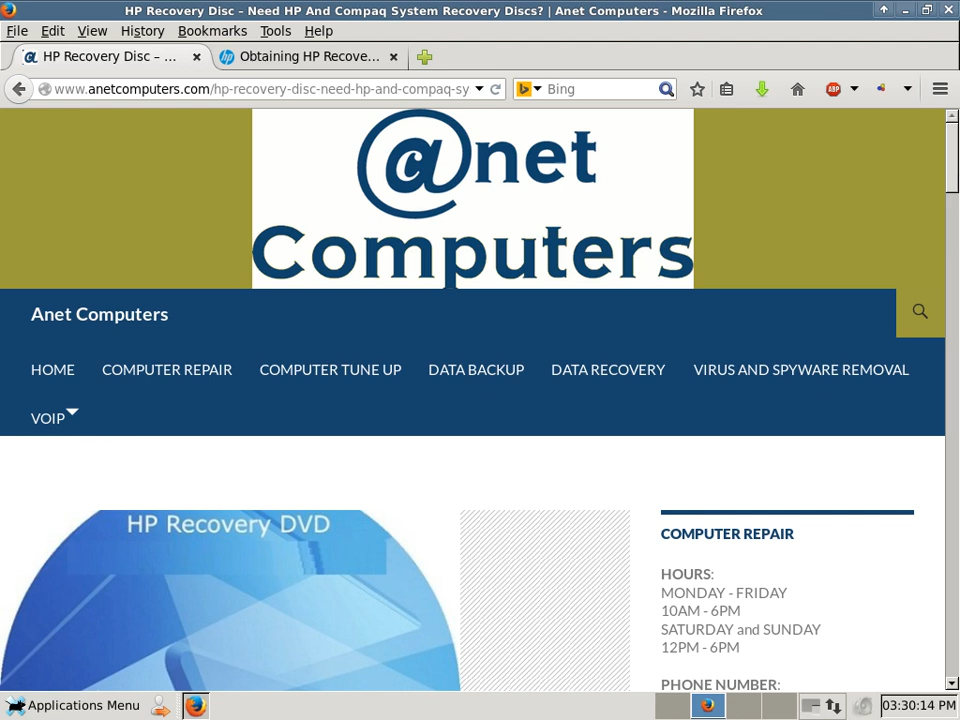 HP Recovery Disc – Need HP And Compaq System Recovery Discs? | Anet Computers - Mozilla Firefox
File Edit View History Bookmarks Tools Help
HP Recovery Disc – ... Obtaining HP Recove...
www.anetcomputers.com/hp-recovery-disc-need-hp-and-compaq-sy Bing ABP
@net
Computers
Anet Computers
HOME COMPUTER REPAIR COMPUTER TUNE UP DATA BACKUP DATA RECOVERY VIRUS AND SPYWARE REMOVAL
VOIP
HP Recovery DVD
COMPUTER REPAIR
HOURS:
MONDAY - FRIDAY
10AM - 6PM
SATURDAY and SUNDAY
12PM - 6PM
PHONE NUMBER:
Applications Menu 03:30:14 PM